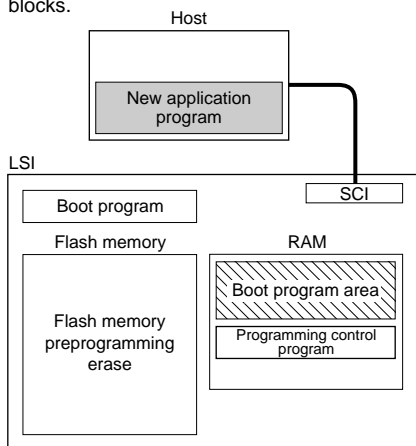 blocks.
Host
New application
program
LSI
SCI
Boot program
Flash memory
RAM
Flash memory
preprogramming
erase
Boot program area
Programming control
program